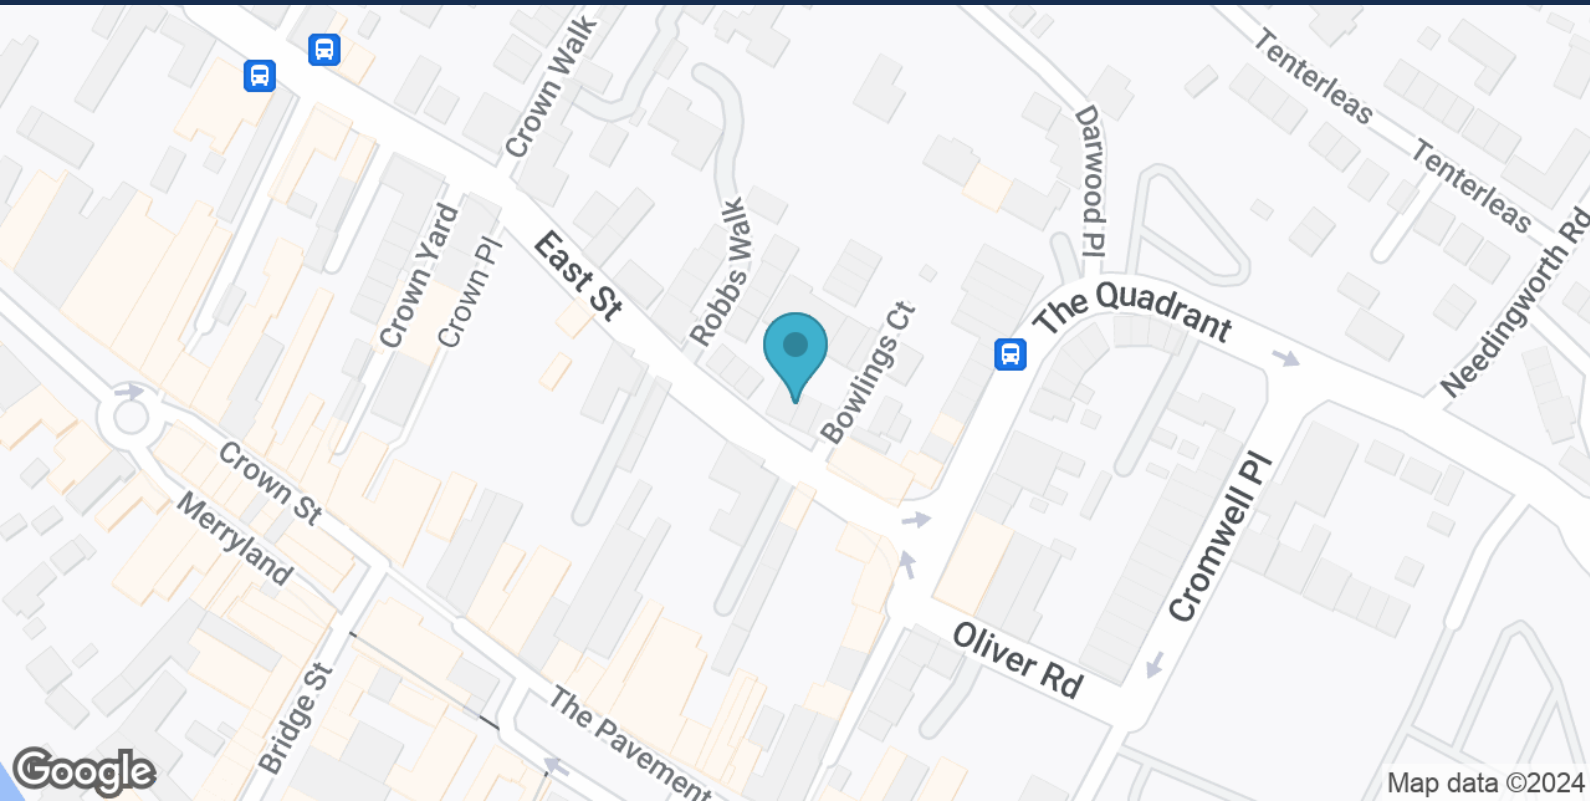 Crown Walk
Tenterleas
Darwood Pl
Tenterleas
Crown Yard
Crown Pl
East St
Robbs Walk
Needingworth Rd
The Quadrant
Bowlings Ct
Crown St
Merryland
Cromwell Pl
Oliver Rd
Bridge St
The Pavement
Google
Map data ©2024